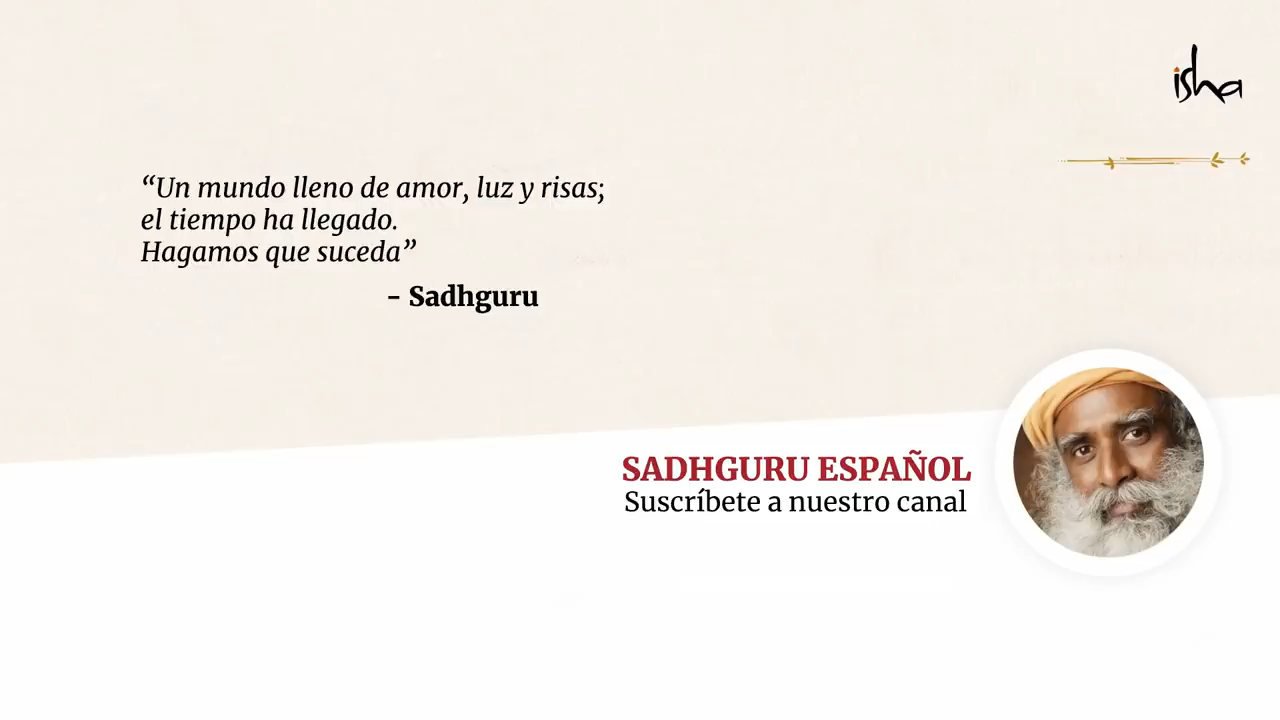 isha
“Un mundo lleno de amor, luz y risas;
el tiempo ha llegado.
Hagamos que suceda”
- Sadhguru
SADHGURU ESPAÑOL
Suscríbete a nuestro canal